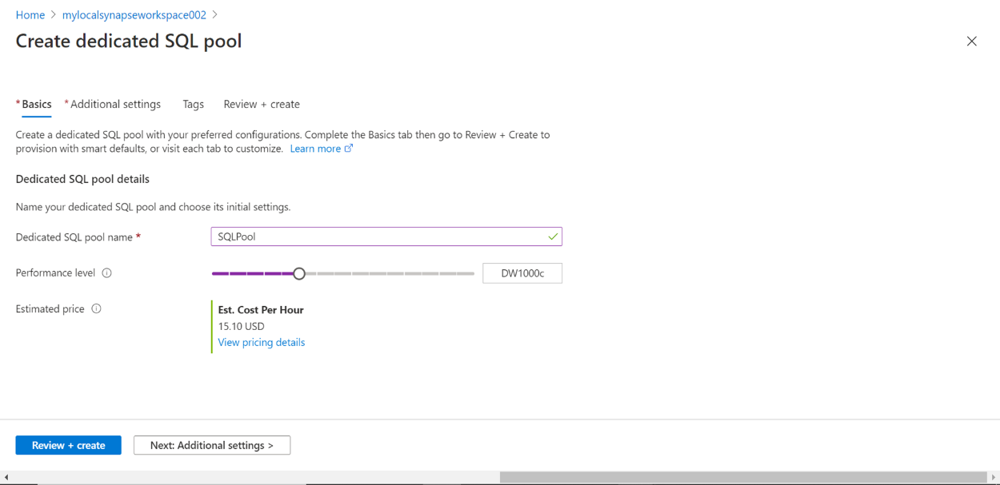 Home > mylocalsynapseworkspace002 >
Create dedicated SQL pool
* Basics * Additional settings Tags Review + create
Create a dedicated SQL pool with your preferred configurations. Complete the Basics tab then go to Review + Create to
provision with smart defaults, or visit each tab to customize. Learn more
Dedicated SQL pool details
Name your dedicated SQL pool and choose its initial settings.
Dedicated SQL pool name * SQLPool
Performance level DW1000c
Estimated price Est. Cost Per Hour
15.10 USD
View pricing details
Review + create Next: Additional settings >